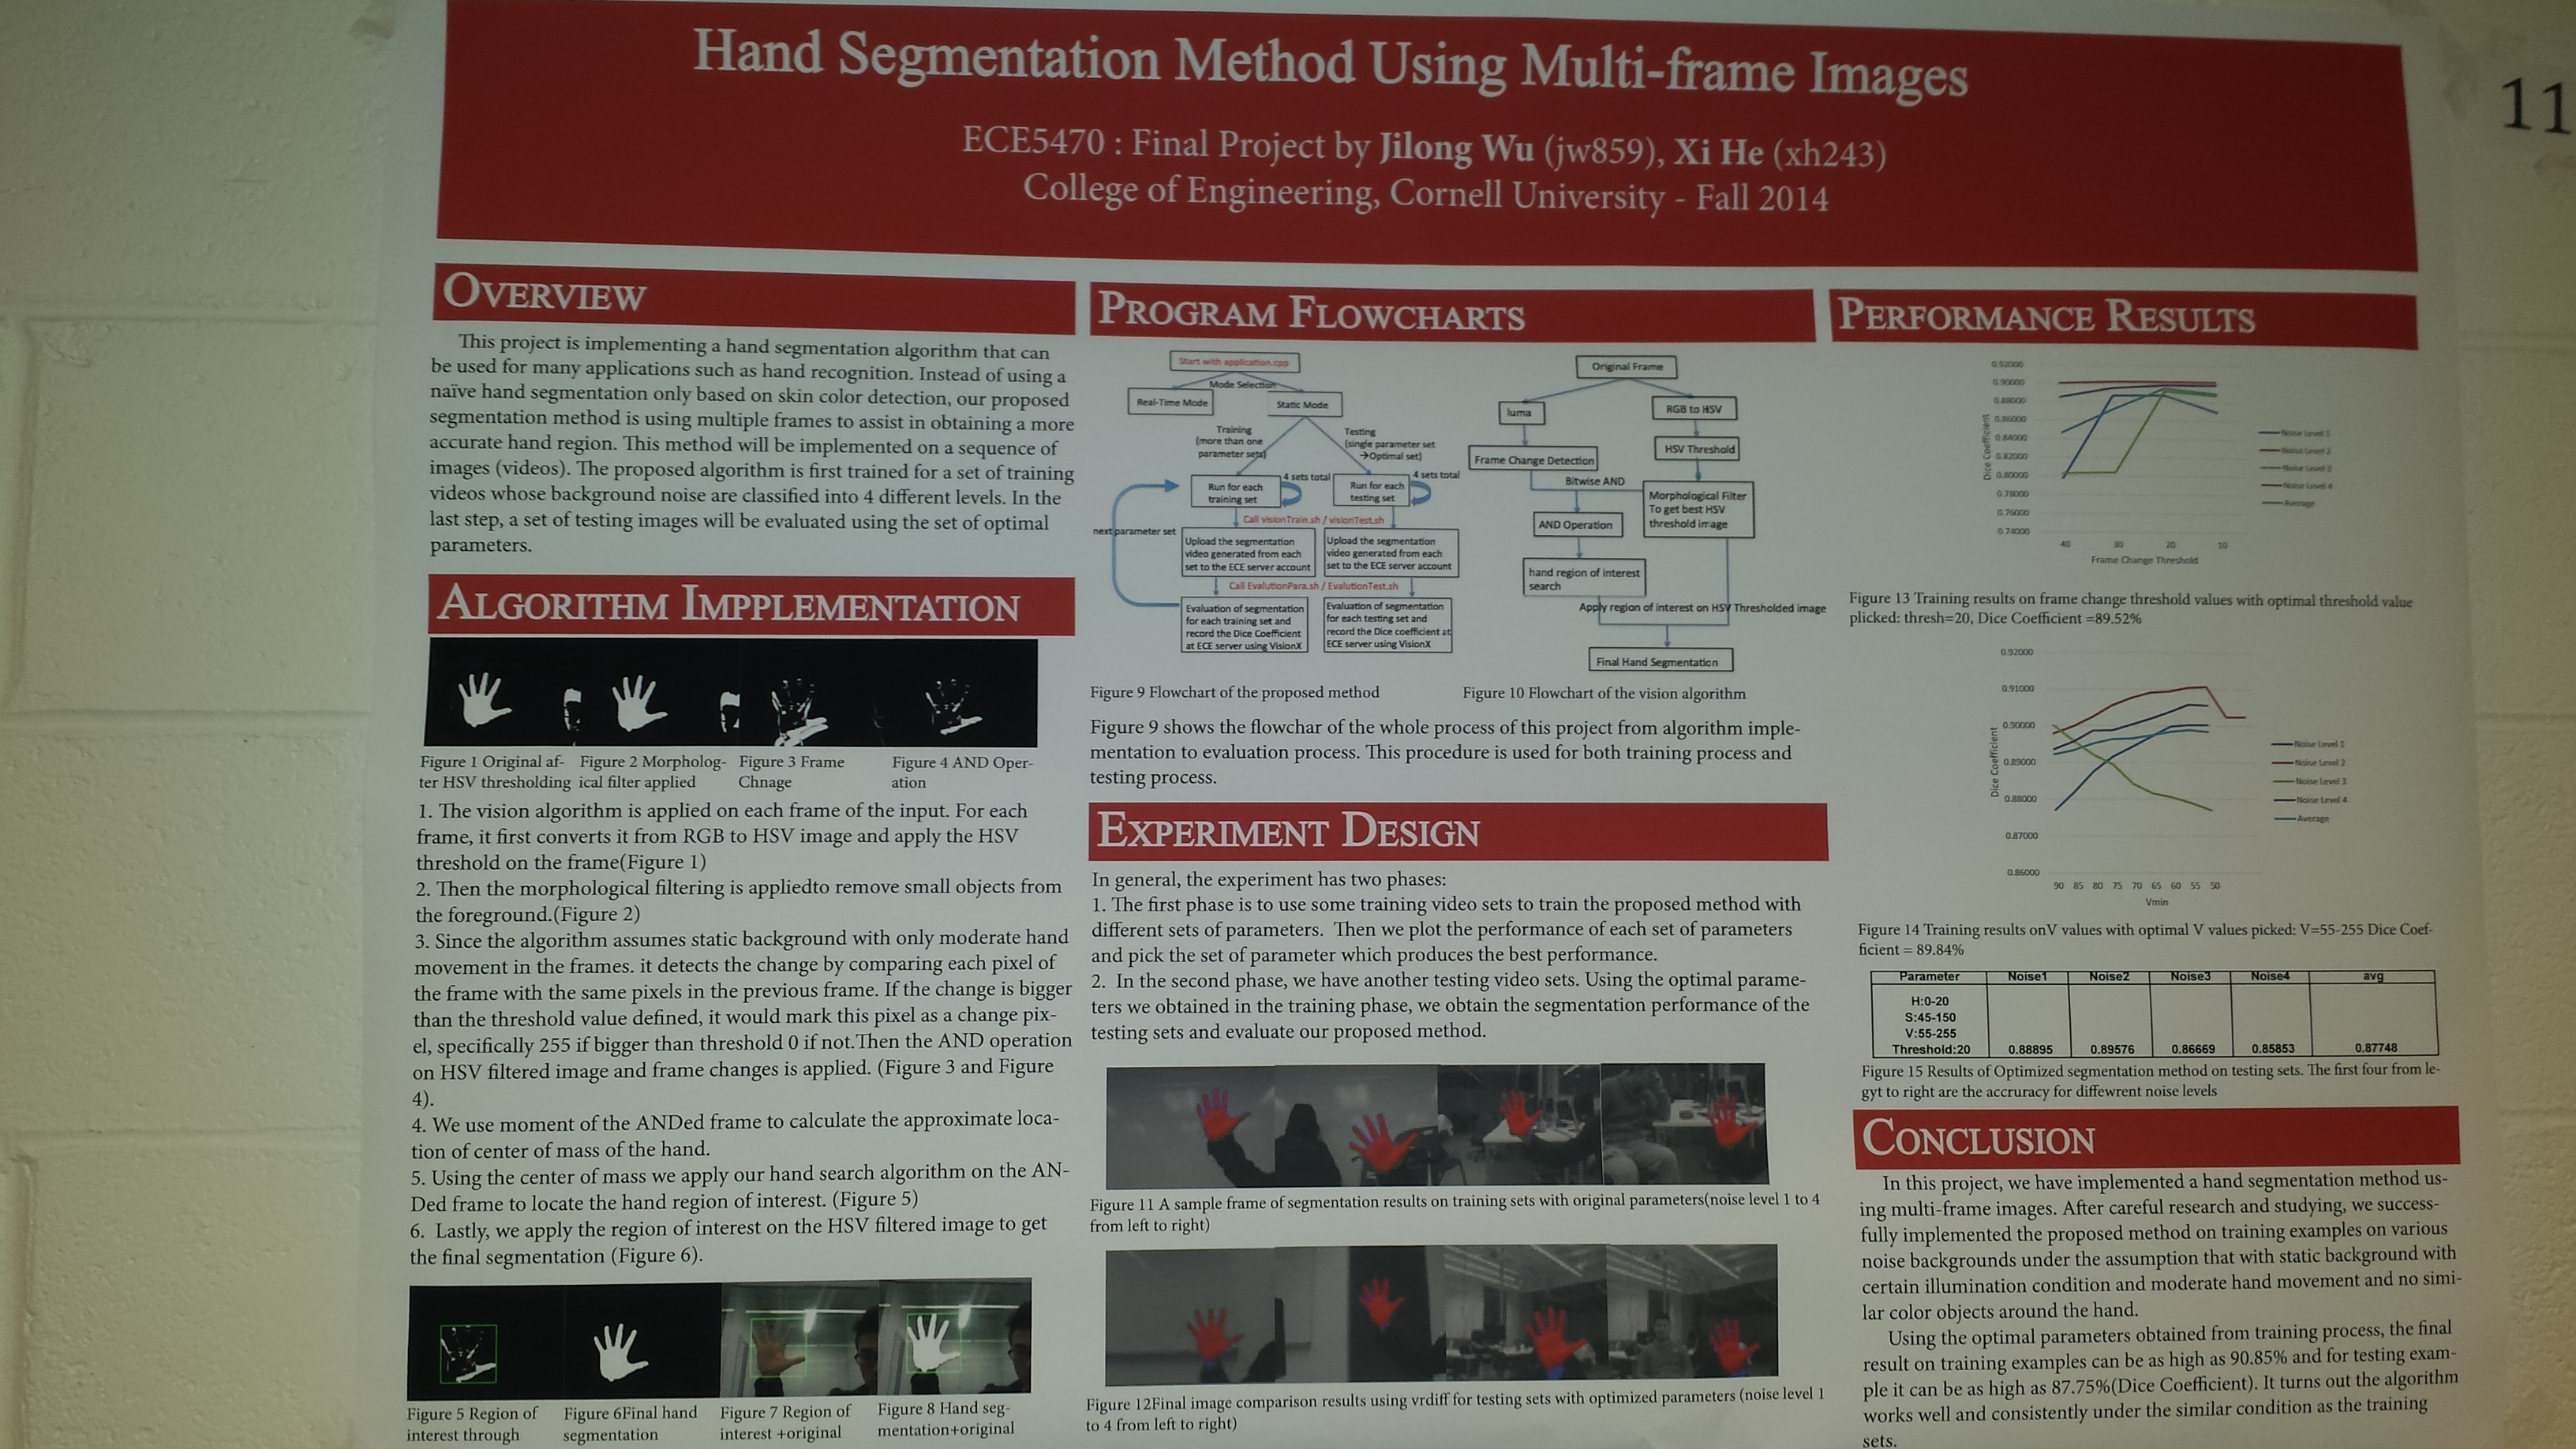 Hand Segmentation Method Using Multi-frame Images
11
ECE5470 : Final Project by Jilong Wu (jw859), Xi He (xh243)
College of Engineering, Cornell University - Fall 2014
OVERVIEW
This project is implementing a hand segmentation algorithm that can
be used for many applications such as hand recognition. Instead of using a
naïve hand segmentation only based on skin color detection, our proposed
segmentation method is using multiple frames to assist in obtaining a more
accurate hand region. This method will be implemented on a sequence of
images (videos). The proposed algorithm is first trained for a set of training
videos whose background noise are classified into 4 different levels. In the
last step, a set of testing images will be evaluated using the set of optimal
parameters.
ALGORITHM IMPPLEMENTATION
Figure 1 Original af-
ter HSV thresholding
Figure 2 Morpholog-
ical filter applied
Figure 3 Frame
Chnage
Figure 4 AND Oper-
ation
1. The vision algorithm is applied on each frame of the input. For each
frame, it first converts it from RGB to HSV image and apply the HSV
threshold on the frame(Figure 1)
2. Then the morphological filtering is appliedto remove small objects from
the foreground.(Figure 2)
3. Since the algorithm assumes static background with only moderate hand
movement in the frames. it detects the change by comparing each pixel of
the frame with the same pixels in the previous frame. If the change is bigger
than the threshold value defined, it would mark this pixel as a change pix-
el, specifically 255 if bigger than threshold 0 if not.Then the AND operation
on HSV filtered image and frame changes is applied. (Figure 3 and Figure
4).
4. We use moment of the ANDed frame to calculate the approximate loca-
tion of center of mass of the hand.
5. Using the center of mass we apply our hand search algorithm on the AN-
Ded frame to locate the hand region of interest. (Figure 5)
6. Lastly, we apply the region of interest on the HSV filtered image to get
the final segmentation (Figure 6).
Figure 5 Region of
interest through
Figure 6Final hand
segmentation
Figure 7 Region of
interest +original
Figure 8 Hand seg-
mentation+original
PROGRAM FLOWCHARTS
Start with application.cpp
Mode Selection
Real-Time Mode
Static Mode
Training
(more than one
parameter sets)
Testing
(single parameter set
→Optimal set)
4 sets total
4 sets total
Run for each
training set
Run for each
testing set
Call visionTrain.sh / visionTest.sh
next parameter set
Upload the segmentation
video generated from each
set to the ECE server account
Upload the segmentation
video generated from each
set to the ECE server account
Call EvalutionPara.sh / EvalutionTest.sh
Evaluation of segmentation
for each training set and
record the Dice Coefficient
at ECE server using VisionX
Evaluation of segmentation
for each testing set and
record the Dice coefficient at
ECE server using VisionX
Original Frame
luma
RGB to HSV
Frame Change Detection
HSV Threshold
Bitwise AND
Morphological Filter
To get best HSV
threshold image
AND Operation
hand region of interest
search
Apply region of interest on HSV Thresholded image
Final Hand Segmentation
Figure 9 Flowchart of the proposed method
Figure 10 Flowchart of the vision algorithm
Figure 9 shows the flowchar of the whole process of this project from algorithm imple-
mentation to evaluation process. This procedure is used for both training process and
testing process.
EXPERIMENT DESIGN
In general, the experiment has two phases:
1. The first phase is to use some training video sets to train the proposed method with
different sets of parameters. Then we plot the performance of each set of parameters
and pick the set of parameter which produces the best performance.
2. In the second phase, we have another testing video sets. Using the optimal parame-
ters we obtained in the training phase, we obtain the segmentation performance of the
testing sets and evaluate our proposed method.
Figure 11 A sample frame of segmentation results on training sets with original parameters(noise level 1 to 4
from left to right)
Figure 12Final image comparison results using vrdiff for testing sets with optimized parameters (noise level 1
to 4 from left to right)
PERFORMANCE RESULTS
0.92000
0.90000
0.88000
0.86000
0.84000
0.82000
0.80000
0.78000
0.76000
0.74000
Dice Coefficient
40 30 20 10
Frame Change Threshold
Noise Level 1
Noise Level 2
Noise Level 3
Noise Level 4
Average
Figure 13 Training results on frame change threshold values with optimal threshold value
plicked: thresh=20, Dice Coefficient =89.52%
0.92000
0.91000
0.90000
0.89000
0.88000
0.87000
0.86000
Dice Coefficient
90 85 80 75 70 65 60 55 50
Vmin
Noise Level 1
Noise Level 2
Noise Level 3
Noise Level 4
Average
Figure 14 Training results onV values with optimal V values picked: V=55-255 Dice Coef-
ficient = 89.84%
Parameter Noise1 Noise2 Noise3 Noise4 avg
H:0-20
S:45-150
V:55-255
Threshold:20 0.88895 0.89576 0.86669 0.85853 0.87748
Figure 15 Results of Optimized segmentation method on testing sets. The first four from le-
gyt to right are the accruracy for diffewrent noise levels
CONCLUSION
In this project, we have implemented a hand segmentation method us-
ing multi-frame images. After careful research and studying, we success-
fully implemented the proposed method on training examples on various
noise backgrounds under the assumption that with static background with
certain illumination condition and moderate hand movement and no simi-
lar color objects around the hand.
Using the optimal parameters obtained from training process, the final
result on training examples can be as high as 90.85% and for testing exam-
ple it can be as high as 87.75%(Dice Coefficient). It turns out the algorithm
works well and consistently under the similar condition as the training
sets.